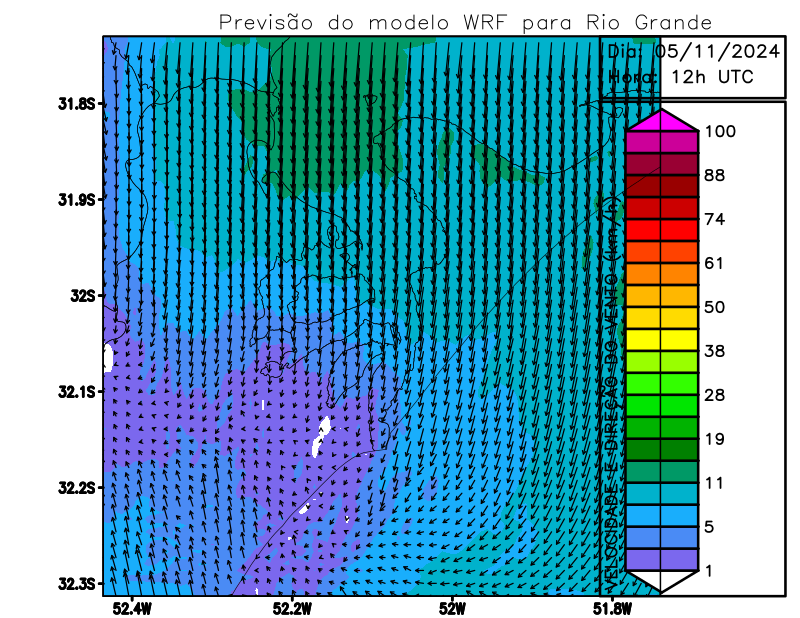 Previsão do modelo WRF para Rio Grande
Dia: 05/11/2024
Hora: 12h UTC
31.8S
31.9S
32S
32.1S
32.2S
32.3S
52.4W
52.2W
52W
51.8W
VELOCIDADE E DIREÇÃO DO VENTO (km/h)
100
88
74
61
50
38
28
19
11
5
1